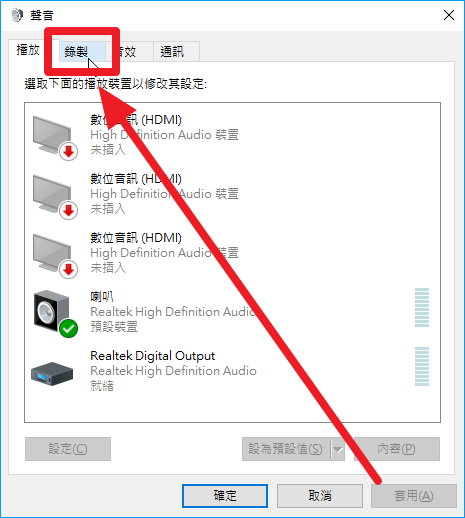 聲音
播放 錄製 音效 通訊
選取下面的播放裝置以修改其設定:
數位音訊 (HDMI)
High Definition Audio 裝置
未插入
數位音訊 (HDMI)
High Definition Audio 裝置
未插入
數位音訊 (HDMI)
High Definition Audio 裝置
未插入
喇叭
Realtek High Definition Audio
預設裝置
Realtek Digital Output
Realtek High Definition Audio
就緒
設定(C) 設為預設值(S) 內容(P)
確定 取消 套用(A)